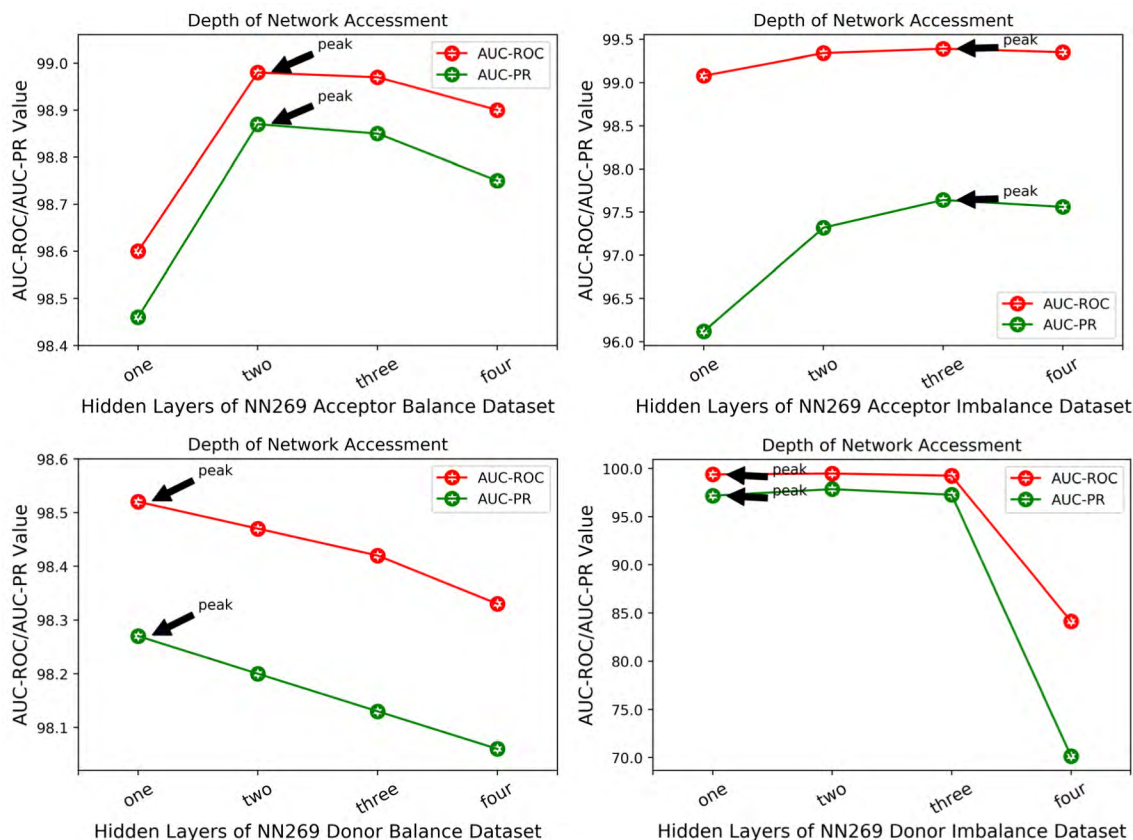 Depth of Network Accessment
peak
AUC-ROC
AUC-PR
peak
AUC-ROC/AUC-PR Value
99.0
98.9
98.8
98.7
98.6
98.5
98.4
one
two
three
four
Hidden Layers of NN269 Acceptor Balance Dataset
Depth of Network Accessment
peak
peak
AUC-ROC
AUC-PR
AUC-ROC/AUC-PR Value
99.5
99.0
98.5
98.0
97.5
97.0
96.5
96.0
one
two
three
four
Hidden Layers of NN269 Acceptor Imbalance Dataset
Depth of Network Accessment
peak
AUC-ROC
AUC-PR
peak
AUC-ROC/AUC-PR Value
98.6
98.5
98.4
98.3
98.2
98.1
one
two
three
four
Hidden Layers of NN269 Donor Balance Dataset
Depth of Network Accessment
peak
peak
AUC-ROC
AUC-PR
AUC-ROC/AUC-PR Value
100.0
95.0
90.0
85.0
80.0
75.0
70.0
one
two
three
four
Hidden Layers of NN269 Donor Imbalance Dataset